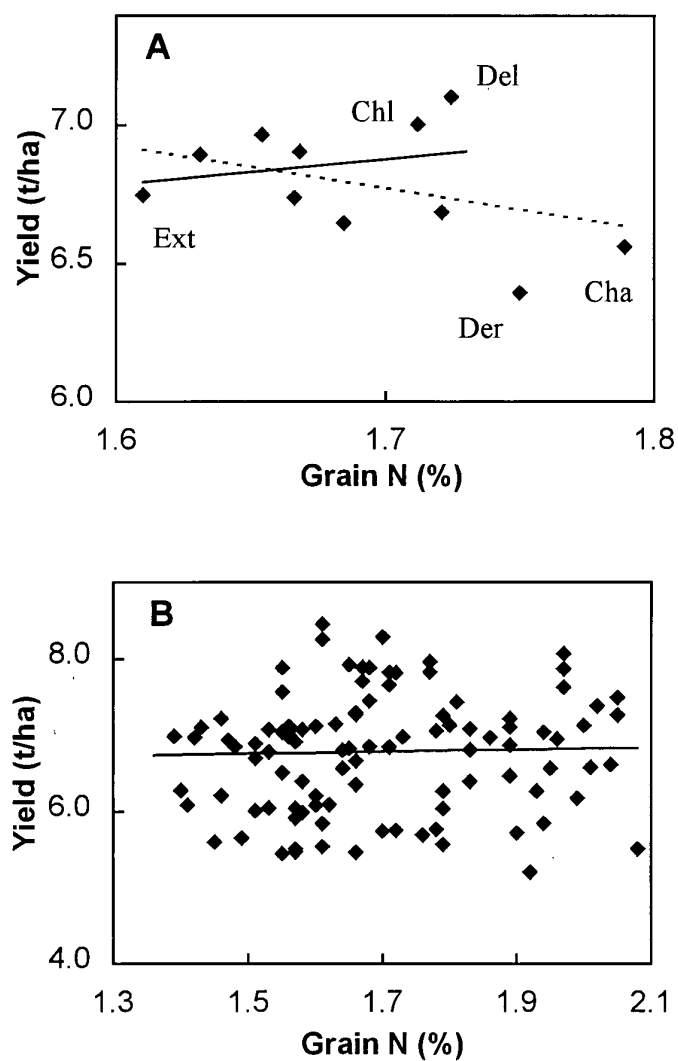 A
Del
Chl
7.0
Yield (t/ha)
Ext
6.5
Cha
Der
6.0
1.6 1.7 1.8
Grain N (%)
B
8.0
Yield (t/ha)
6.0
4.0
1.3 1.5 1.7 1.9 2.1
Grain N (%)